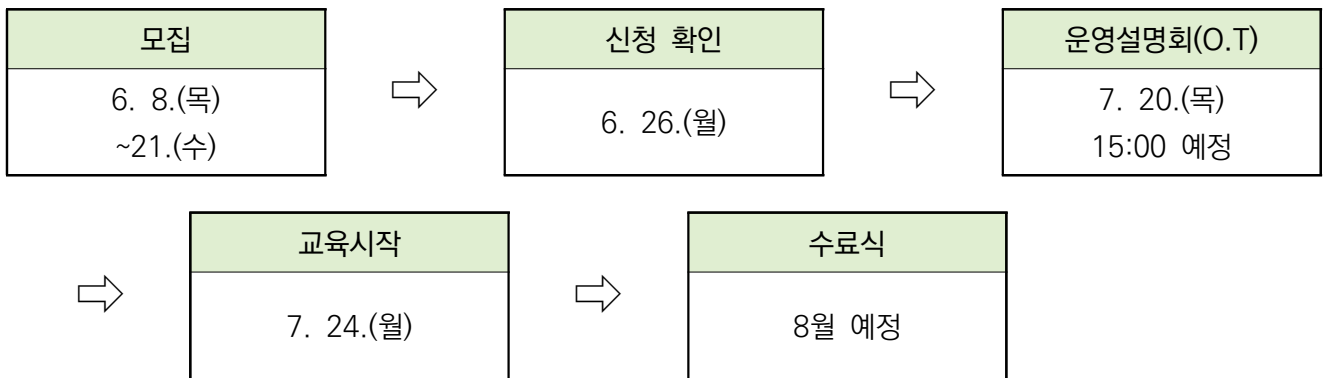 모집
6. 8.(목)
~21.(수)
⇨
신청 확인
6. 26.(월)
⇨
운영설명회(O.T)
7. 20.(목)
15:00 예정
⇨
교육시작
7. 24.(월)
⇨
수료식
8월 예정